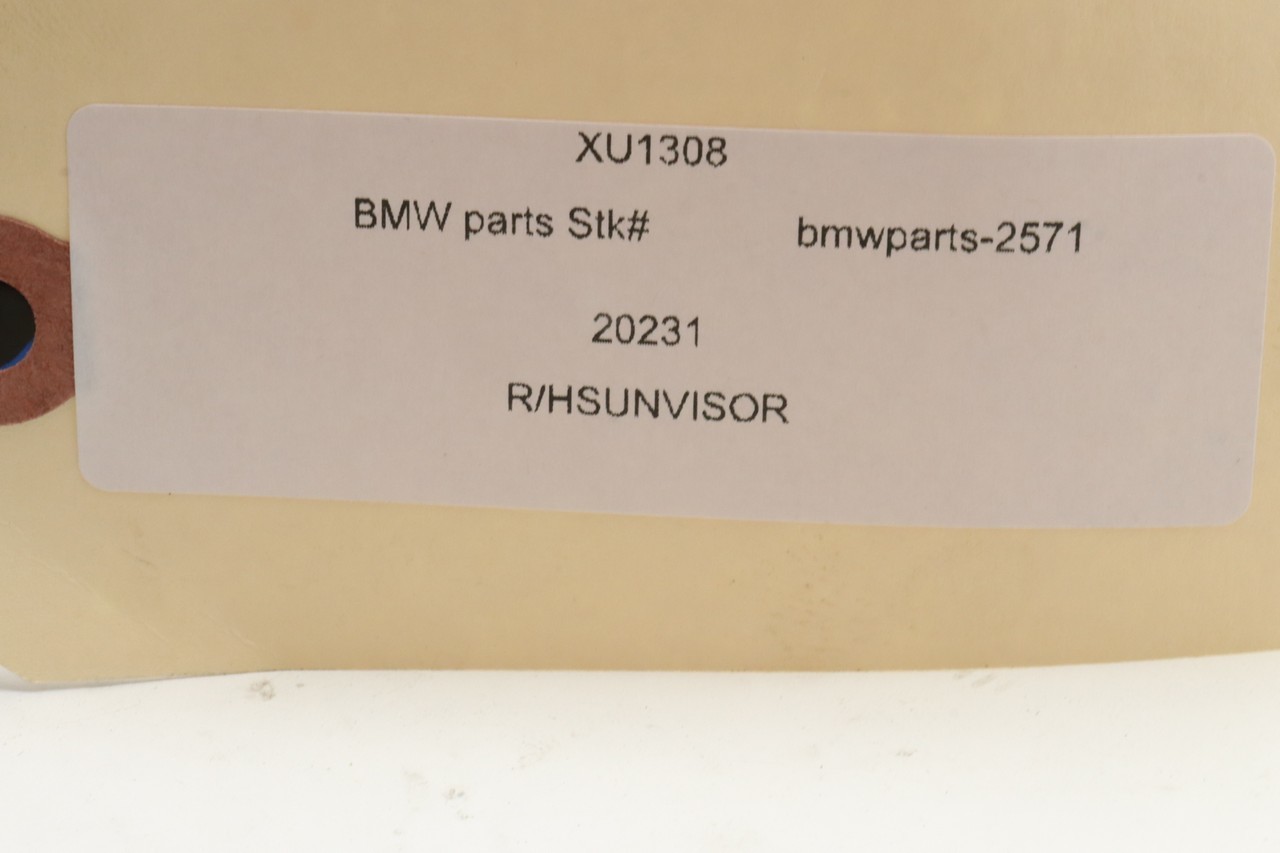 XU1308
BMW parts Stk# bmwparts-2571
20231
R/HSUNVISOR